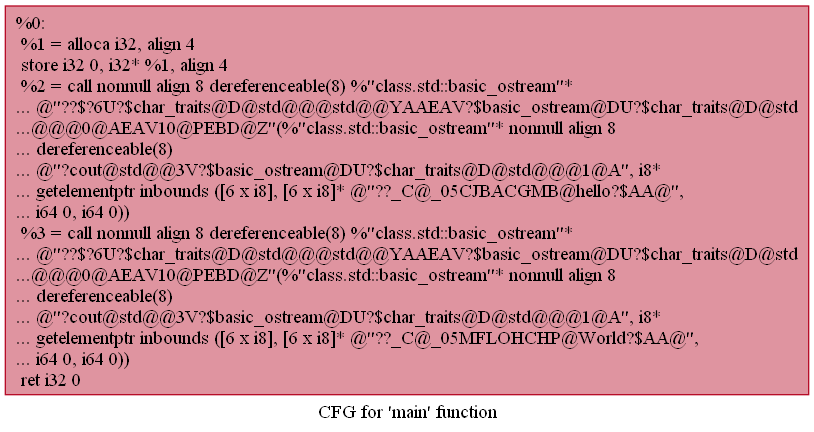 %0:
%1 = alloca i32, align 4
store i32 0, i32* %1, align 4
%2 = call nonnull align 8 dereferenceable(8) %"class.std::basic_ostream"*
... @"??$?6U?$char_traits@D@std@@@std@@YAAEAV?$basic_ostream@DU?$char_traits@D@std
...@@@0@AEAV10@PEBD@Z"(%"class.std::basic_ostream"* nonnull align 8
... dereferenceable(8)
... @"?cout@std@@3V?$basic_ostream@DU?$char_traits@D@std@@@1@A", i8*
... getelementptr inbounds ([6 x i8], [6 x i8]* @"??_C@_05CJBACGMB@hello?$AA@",
... i64 0, i64 0))
%3 = call nonnull align 8 dereferenceable(8) %"class.std::basic_ostream"*
... @"??$?6U?$char_traits@D@std@@@std@@YAAEAV?$basic_ostream@DU?$char_traits@D@std
...@@@0@AEAV10@PEBD@Z"(%"class.std::basic_ostream"* nonnull align 8
... dereferenceable(8)
... @"?cout@std@@3V?$basic_ostream@DU?$char_traits@D@std@@@1@A", i8*
... getelementptr inbounds ([6 x i8], [6 x i8]* @"??_C@_05MFLOHCHP@World?$AA@",
... i64 0, i64 0))
ret i32 0
CFG for 'main' function